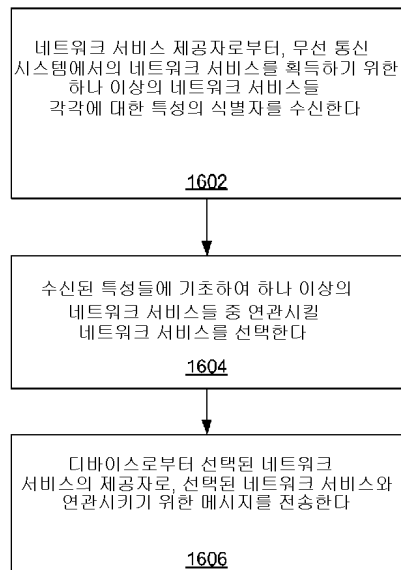 네트워크 서비스 제공자로부터, 무선 통신
시스템에서의 네트워크 서비스를 획득하기 위한
하나 이상의 네트워크 서비스들
각각에 대한 특성의 식별자를 수신한다
1602
수신된 특성들에 기초하여 하나 이상의
네트워크 서비스들 중 연관시킬
네트워크 서비스를 선택한다
1604
디바이스로부터 선택된 네트워크
서비스의 제공자로, 선택된 네트워크 서비스와
연관시키기 위한 메시지를 전송한다
1606